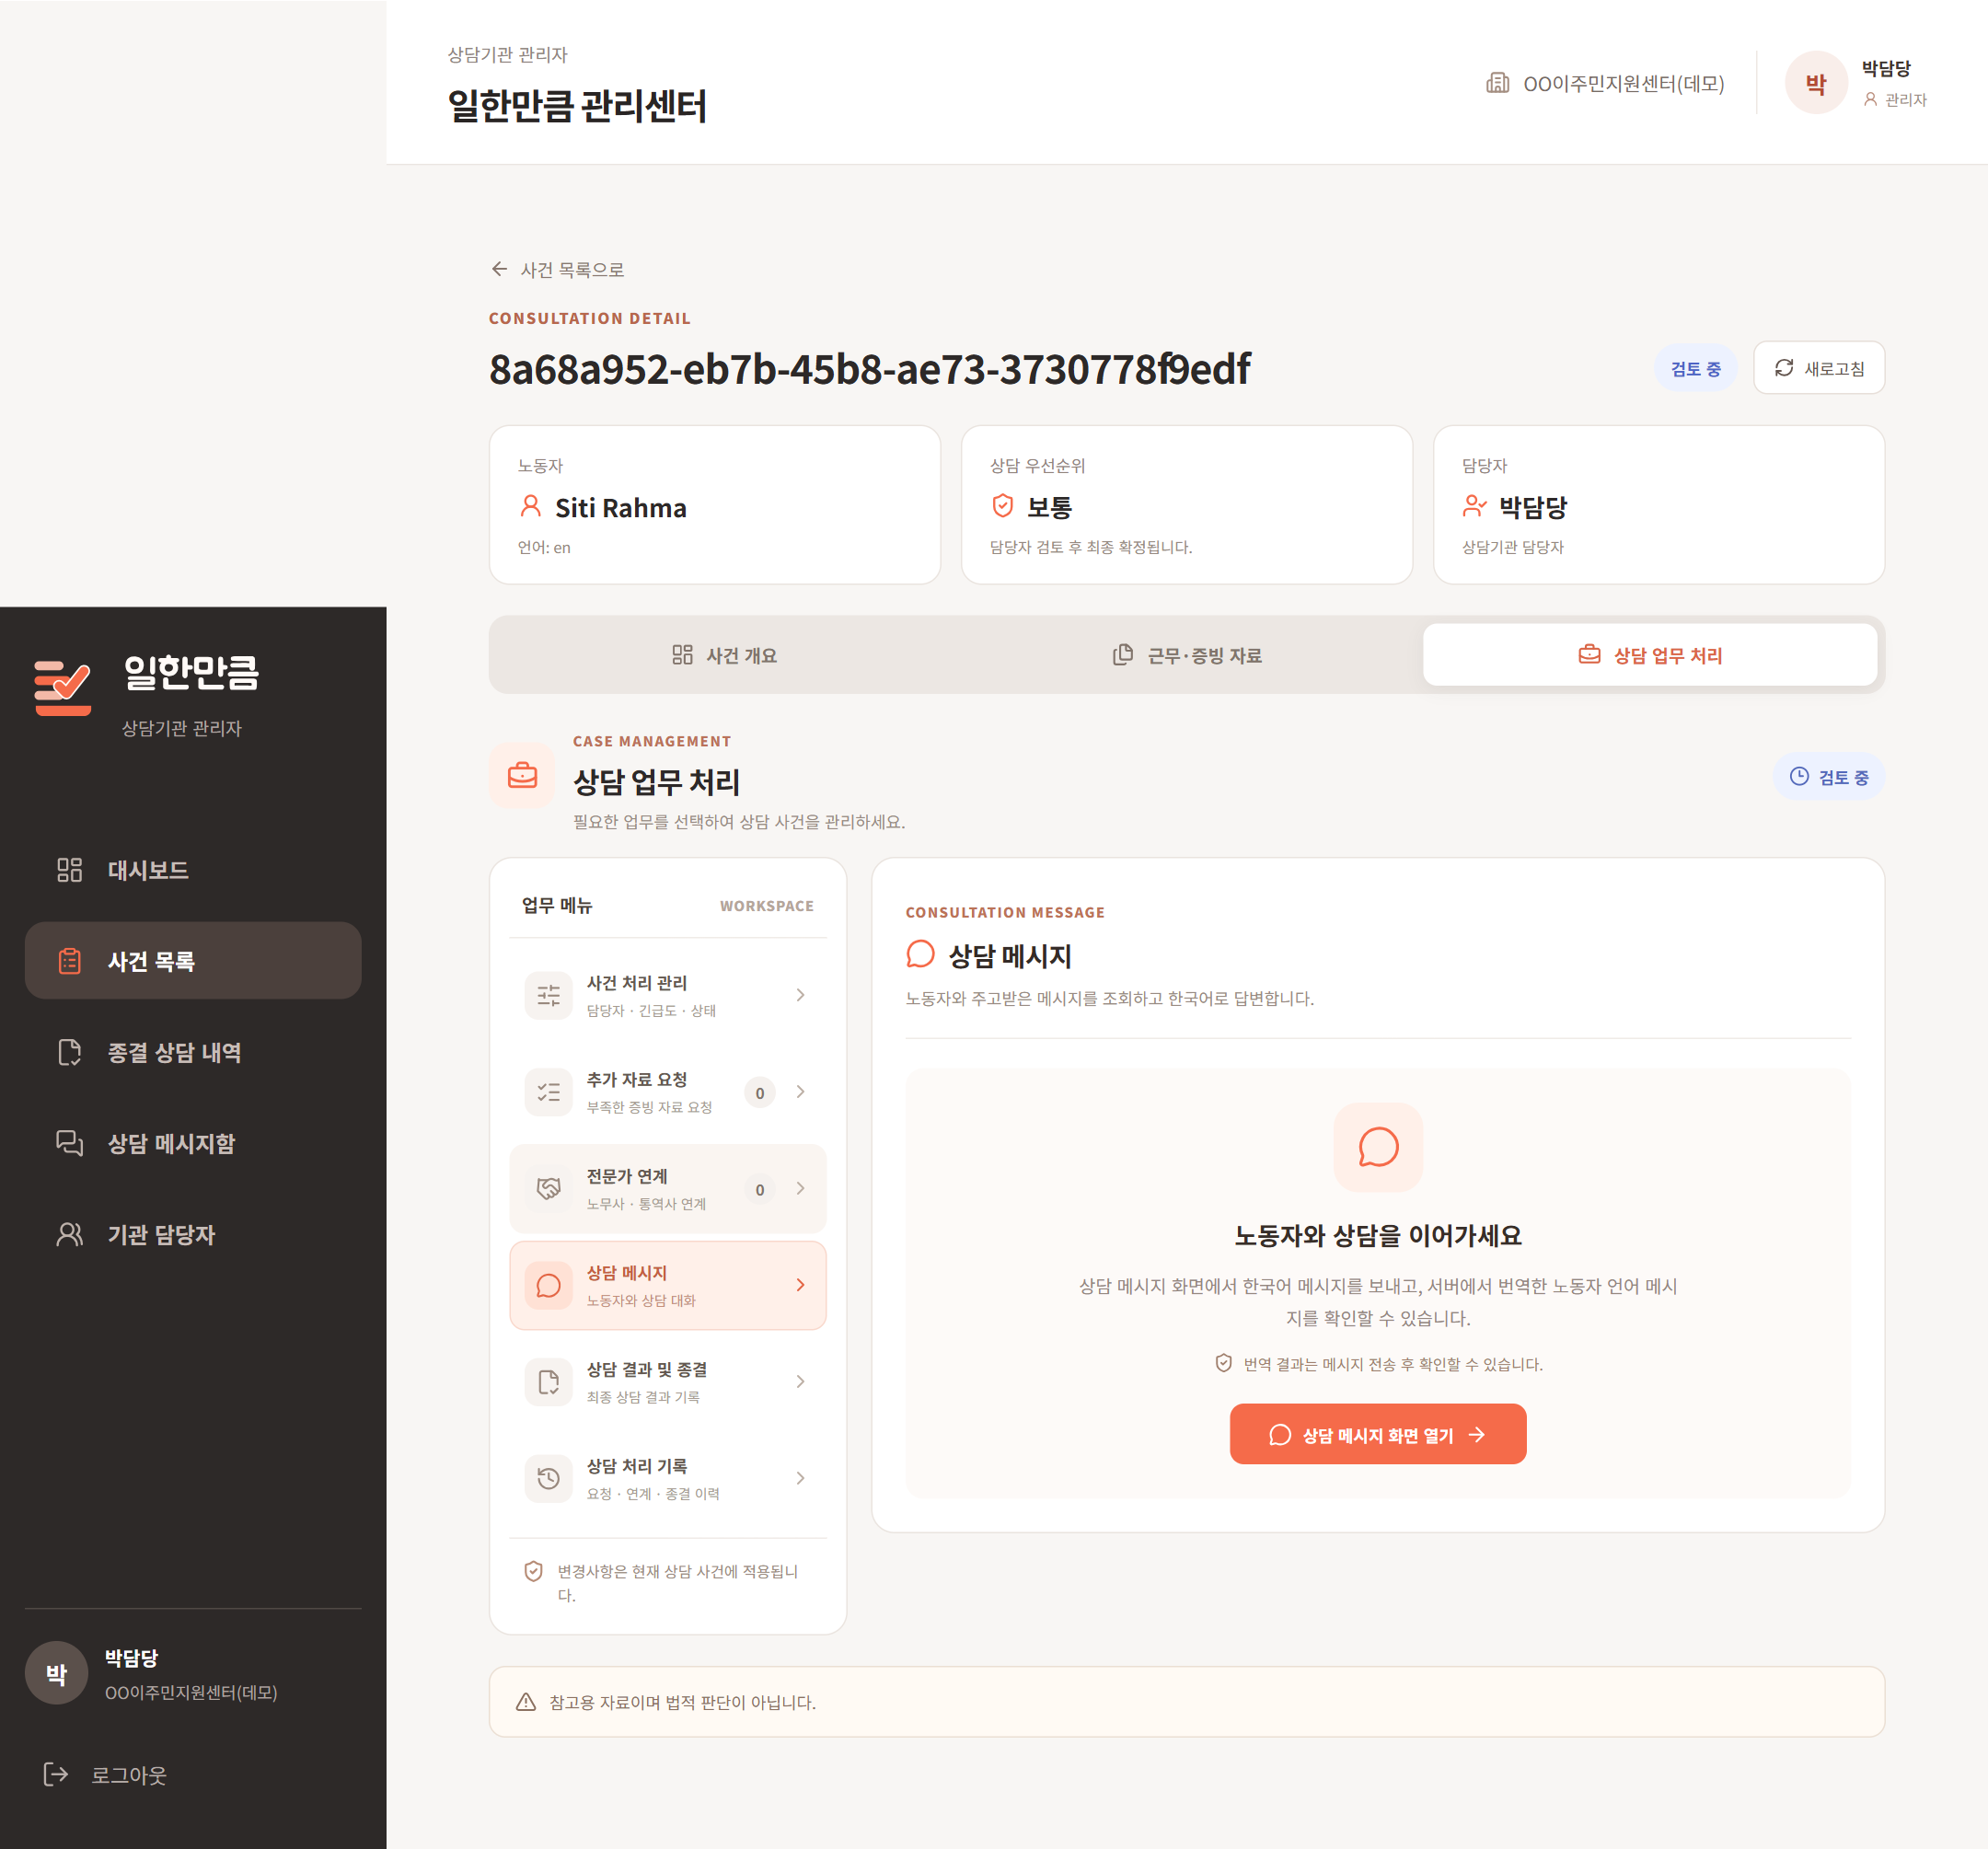 상담기관 관리자
일한만큼 관리센터
OO이주민지원센터(데모)
박
박담당
관리자
일한만큼
상담기관 관리자
대시보드
사건 목록
종결 상담 내역
상담 메시지함
기관 담당자
박
박담당
OO이주민지원센터(데모)
로그아웃
사건 목록으로
CONSULTATION DETAIL
8a68a952-eb7b-45b8-ae73-3730778f9edf
검토 중
새로고침
노동자
Siti Rahma
언어: en
상담 우선순위
보통
담당자 검토 후 최종 확정됩니다.
담당자
박담당
상담기관 담당자
사건 개요
근무·증빙 자료
상담 업무 처리
CASE MANAGEMENT
상담 업무 처리
필요한 업무를 선택하여 상담 사건을 관리하세요.
검토 중
업무 메뉴
WORKSPACE
사건 처리 관리
담당자 · 긴급도 · 상태
추가 자료 요청
부족한 증빙 자료 요청
0
전문가 연계
노무사 · 통역사 연계
0
상담 메시지
노동자와 상담 대화
상담 결과 및 종결
최종 상담 결과 기록
상담 처리 기록
요청 · 연계 · 종결 이력
변경사항은 현재 상담 사건에 적용됩니
다.
CONSULTATION MESSAGE
상담 메시지
노동자와 주고받은 메시지를 조회하고 한국어로 답변합니다.
노동자와 상담을 이어가세요
상담 메시지 화면에서 한국어 메시지를 보내고, 서버에서 번역한 노동자 언어 메시
지를 확인할 수 있습니다.
번역 결과는 메시지 전송 후 확인할 수 있습니다.
상담 메시지 화면 열기
참고용 자료이며 법적 판단이 아닙니다.